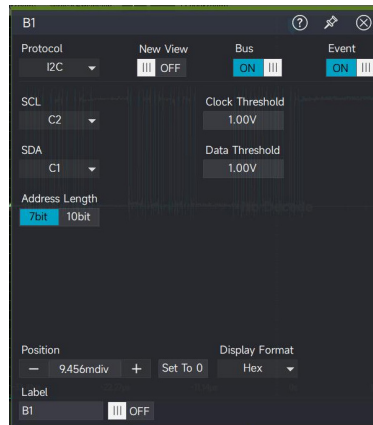 B1
Protocol New View Bus Event
I2C OFF ON ON
SCL Clock Threshold
C2 1.00V
SDA Data Threshold
C1 1.00V
Address Length
7bit 10bit
Position Display Format
− 9.456mdiv + Set To 0 Hex
Label
B1 OFF